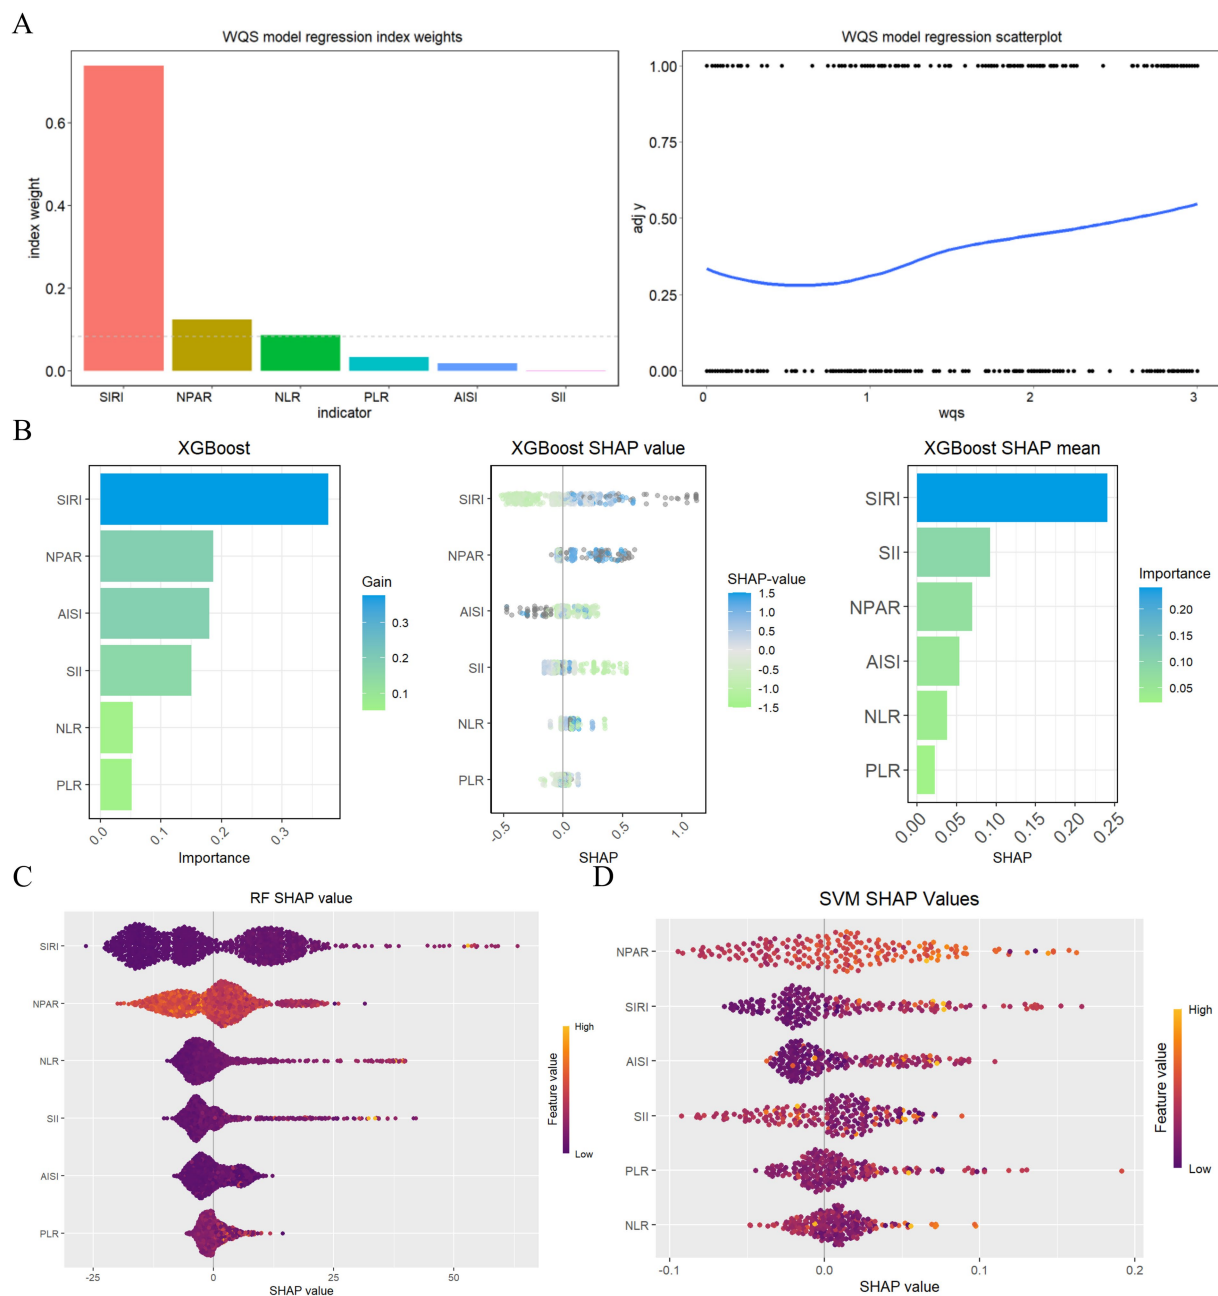 A
WQS model regression index weights
index weight
0.6
0.4
0.2
0.0
SIRI NPAR NLR PLR AISI SII
indicator
WQS model regression scatterplot
adj y
1.00
0.75
0.50
0.25
0.00
0 1 2 3
wqs
B
XGBoost
SIRI
NPAR
AISI
SII
NLR
PLR
0.0 0.1 0.2 0.3
Importance
Gain
0.3
0.2
0.1
XGBoost SHAP value
SIRI
NPAR
AISI
SII
NLR
PLR
-0.5 0.0 0.5 1.0
SHAP
SHAP-value
1.5
1.0
0.5
0.0
-0.5
-1.0
-1.5
XGBoost SHAP mean
SIRI
SII
NPAR
AISI
NLR
PLR
0.00 0.05 0.10 0.15 0.20 0.25
SHAP
Importance
0.20
0.15
0.10
0.05
C
RF SHAP value
SIRI
NPAR
NLR
SII
AISI
PLR
-25 0 25 50
SHAP value
Feature value
High
Low
D
SVM SHAP Values
NPAR
SIRI
AISI
SII
PLR
NLR
-0.1 0.0 0.1 0.2
SHAP value
Feature value
High
Low